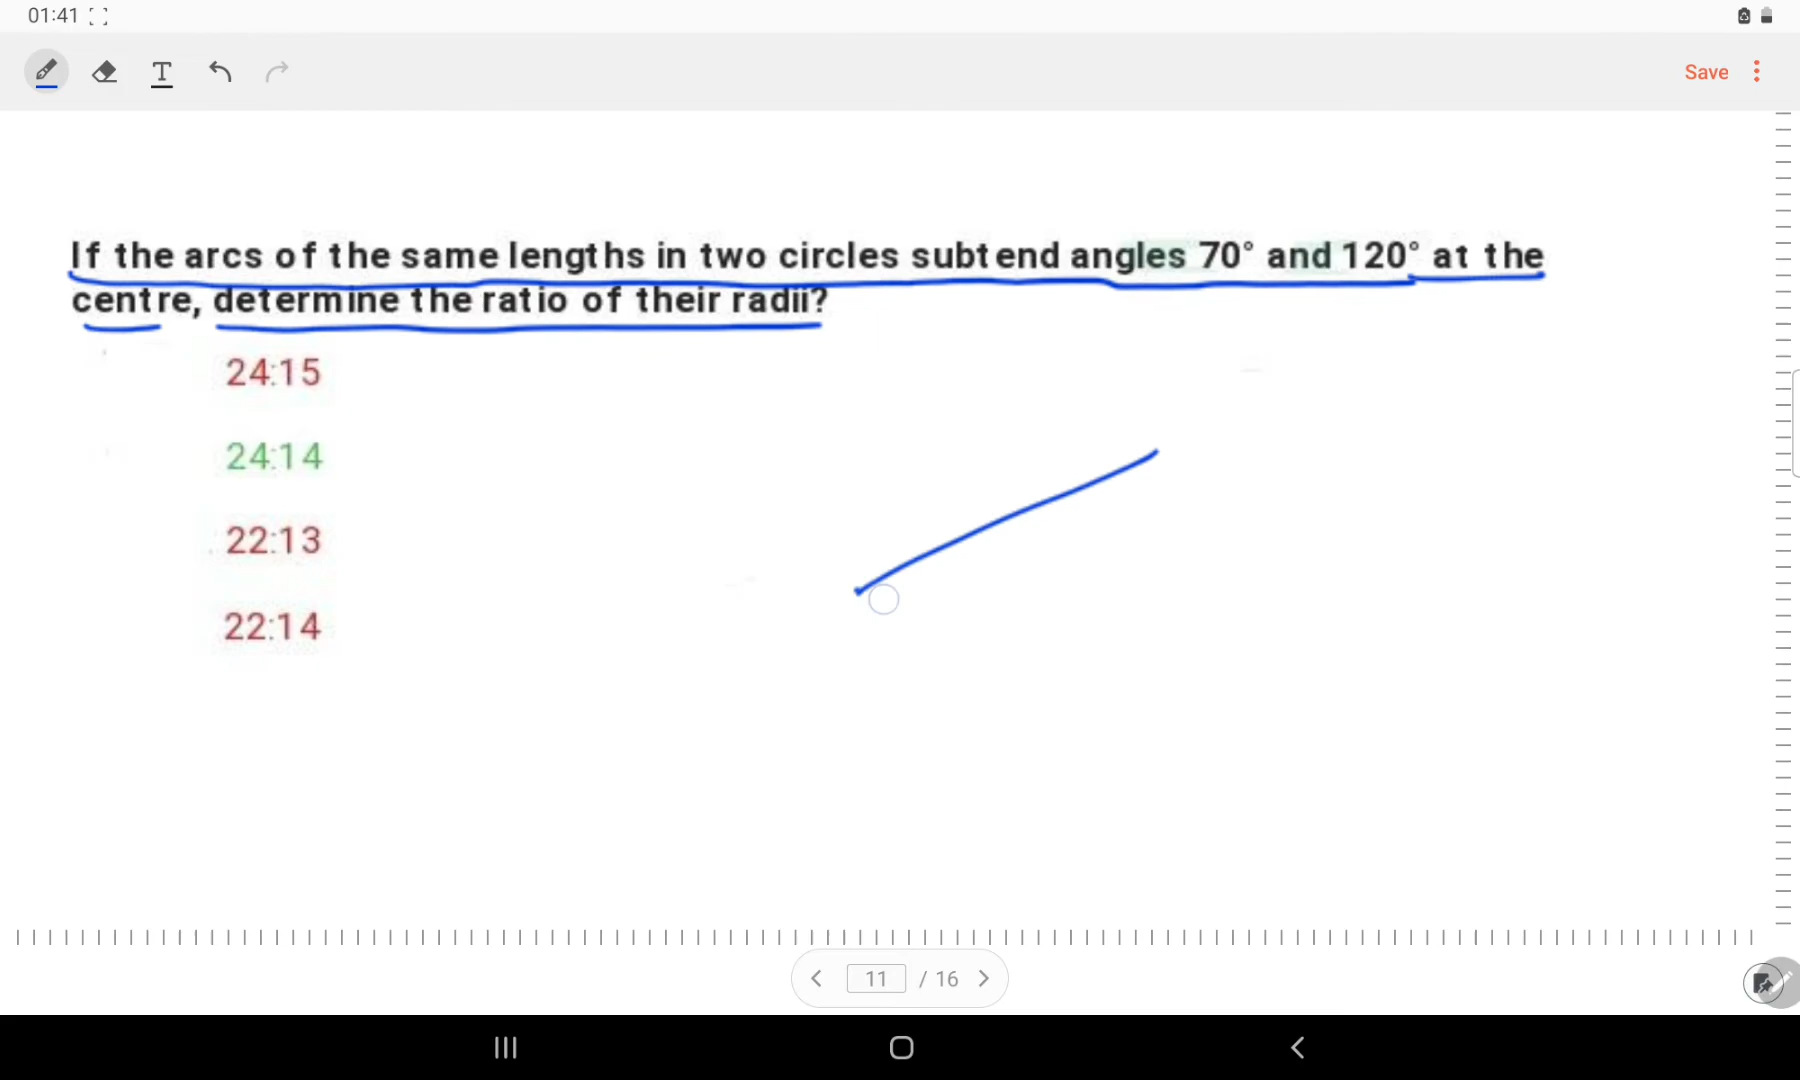 01:41
T
Save
If the arcs of the same lengths in two circles subtend angles 70° and 120° at the
centre, determine the ratio of their radii?
24:15
24:14
22:13
22:14
11 / 16